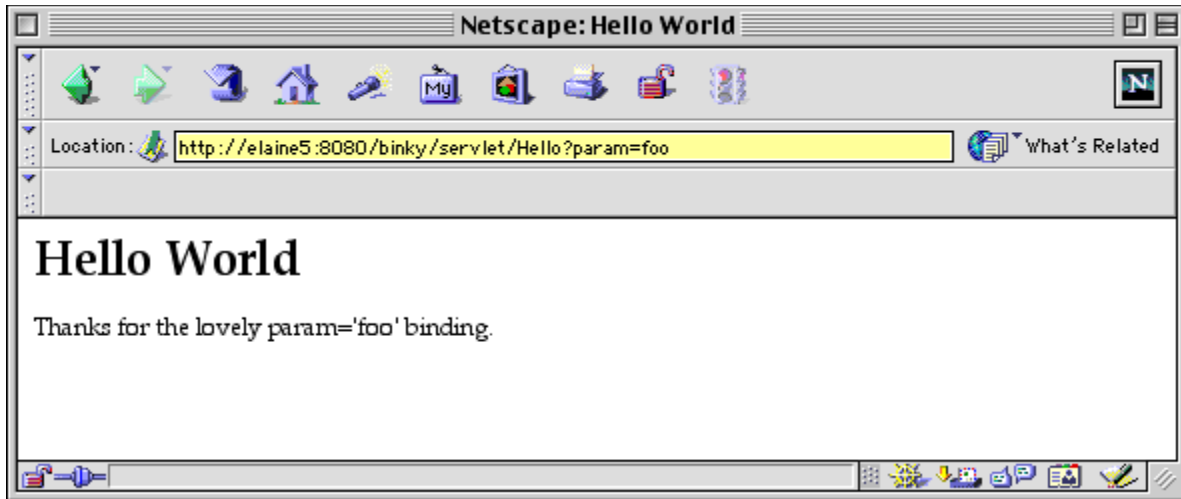 Netscape: Hello World
My
N
Location: http://elaine5:8080/binky/servlet/Hello?param=foo What's Related
Hello World
Thanks for the lovely param='foo' binding.